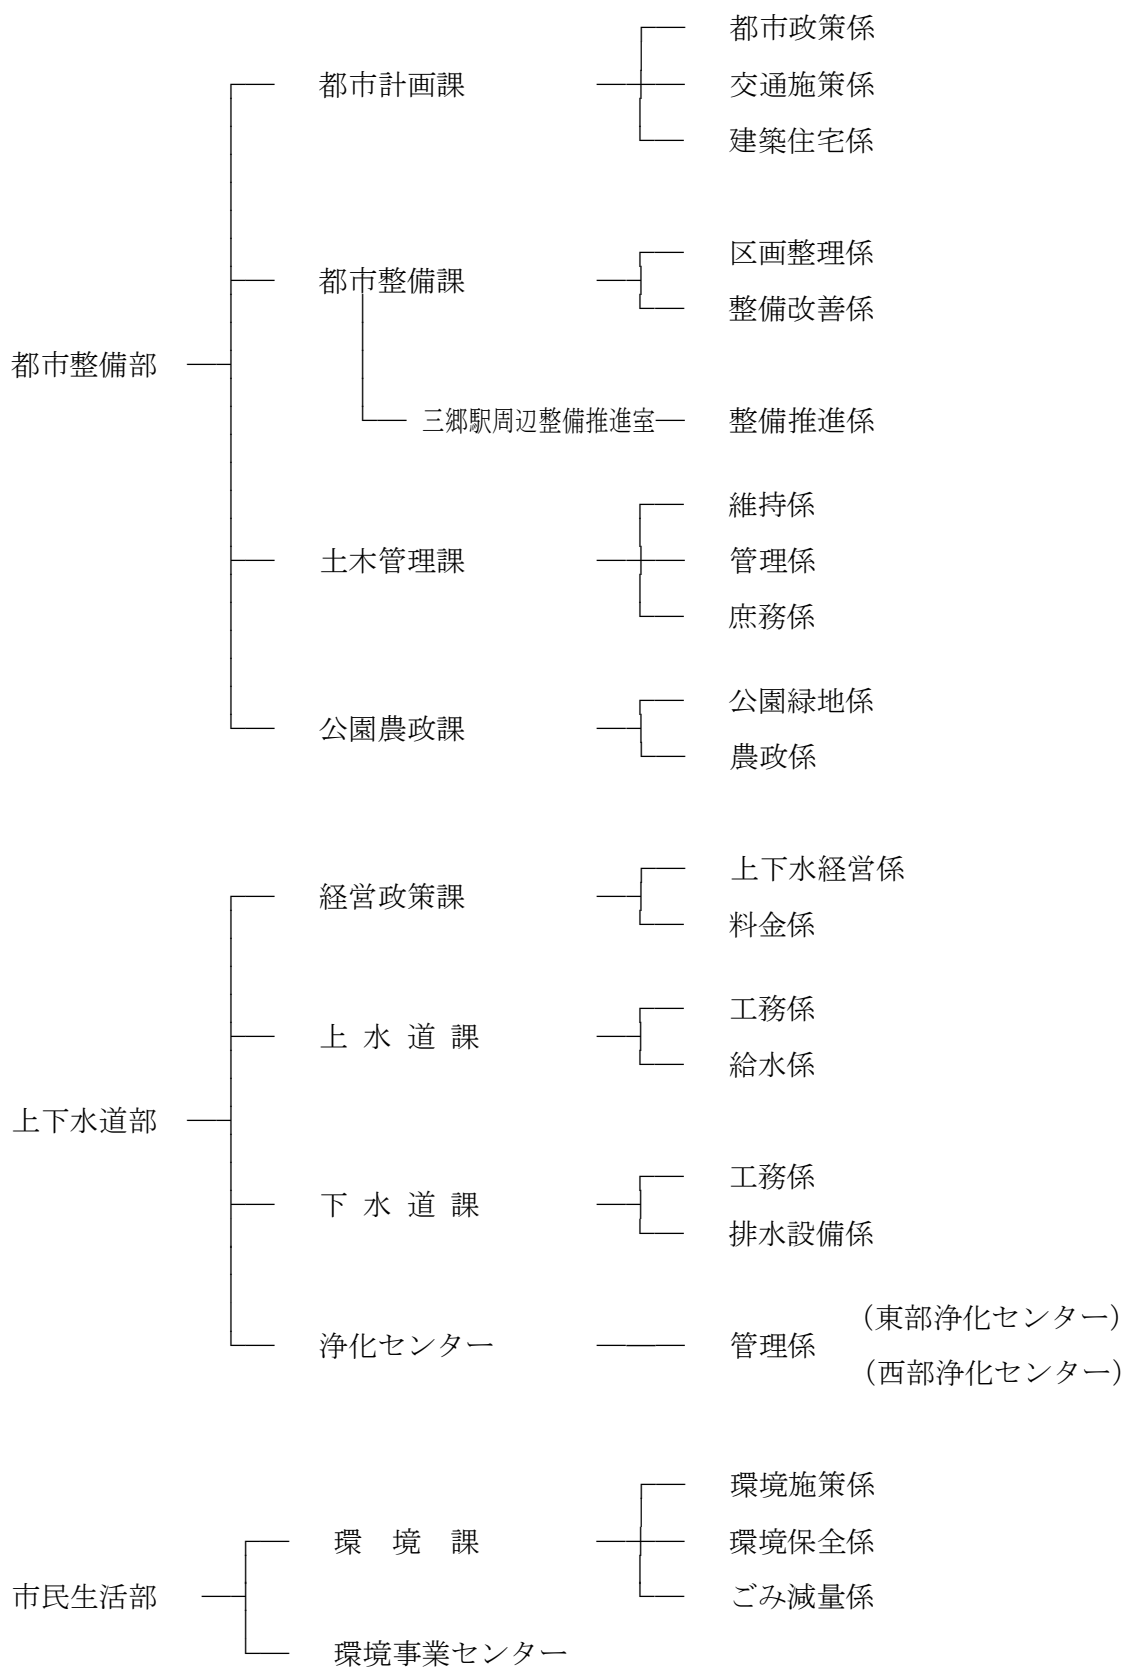 都市政策係
都市計画課 交通施策係
建築住宅係
区画整理係
都市整備課
整備改善係
都市整備部
三郷駅周辺整備推進室 整備推進係
維持係
土木管理課 管理係
庶務係
公園緑地係
公園農政課
農政係
上下水経営係
経営政策課
料金係
工務係
上 水 道 課
給水係
上下水道部
工務係
下 水 道 課
排水設備係
（東部浄化センター）
浄化センター 管理係
（西部浄化センター）
環境施策係
環 境 課 環境保全係
市民生活部 ごみ減量係
環境事業センター